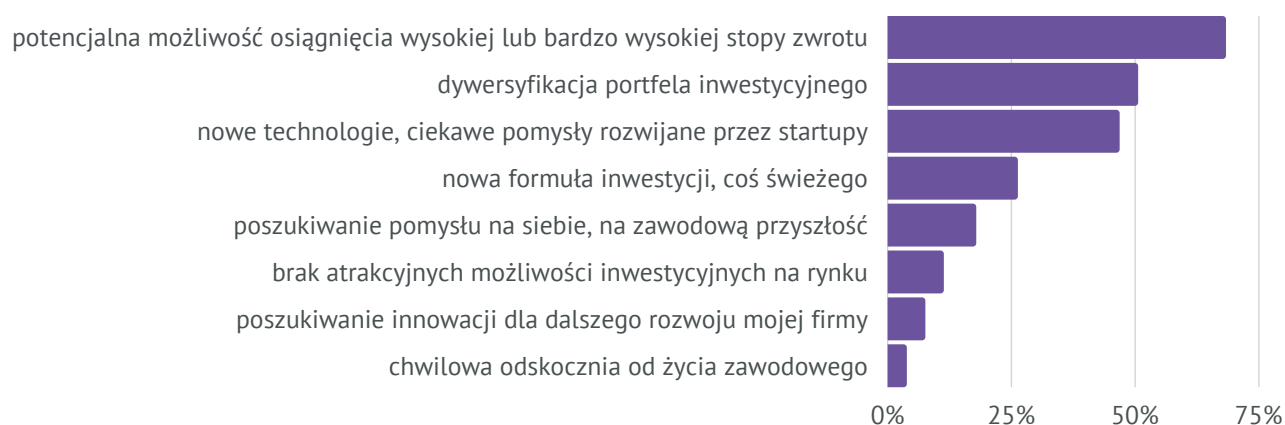 potencjalna możliwość osiągnięcia wysokiej lub bardzo wysokiej stopy zwrotu
dywersyfikacja portfela inwestycyjnego
nowe technologie, ciekawe pomysły rozwijane przez startupy
nowa formuła inwestycji, coś świeżego
poszukiwanie pomysłu na siebie, na zawodową przyszłość
brak atrakcyjnych możliwości inwestycyjnych na rynku
poszukiwanie innowacji dla dalszego rozwoju mojej firmy
chwilowa odskocznia od życia zawodowego
0% 25% 50% 75%